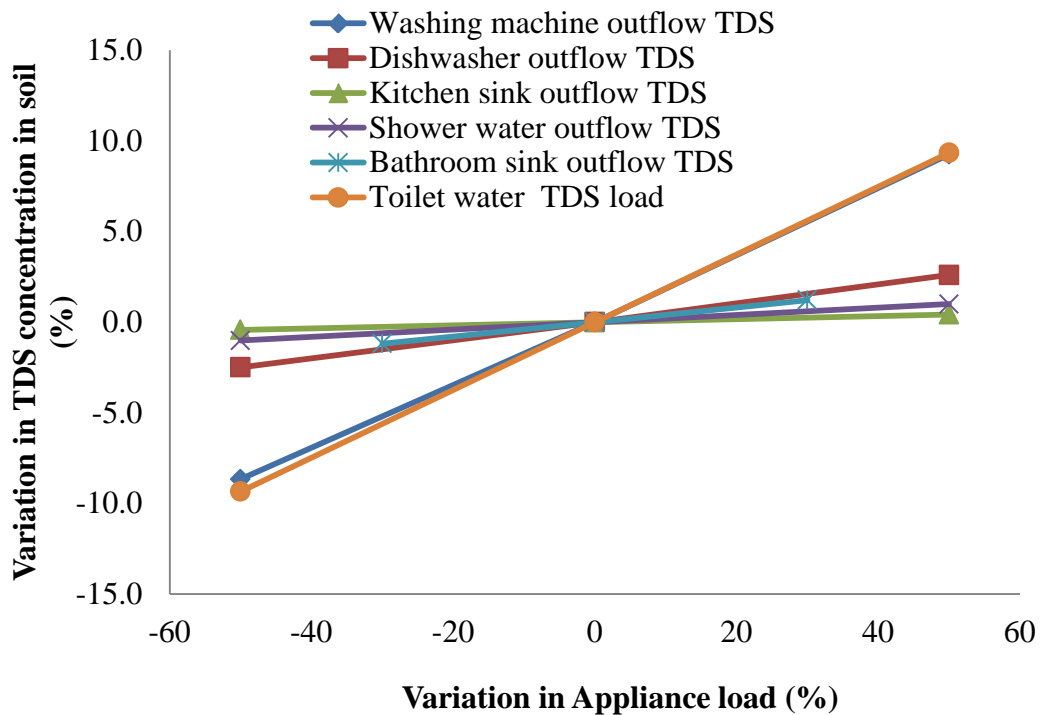 Washing machine outflow TDS
Dishwasher outflow TDS
Kitchen sink outflow TDS
Shower water outflow TDS
Bathroom sink outflow TDS
Toilet water TDS load
15.0
10.0
5.0
0.0
-5.0
-10.0
-15.0
-60
-40
-20
0
20
40
60
Variation in TDS concentration in soil
(%)
Variation in Appliance load (%)